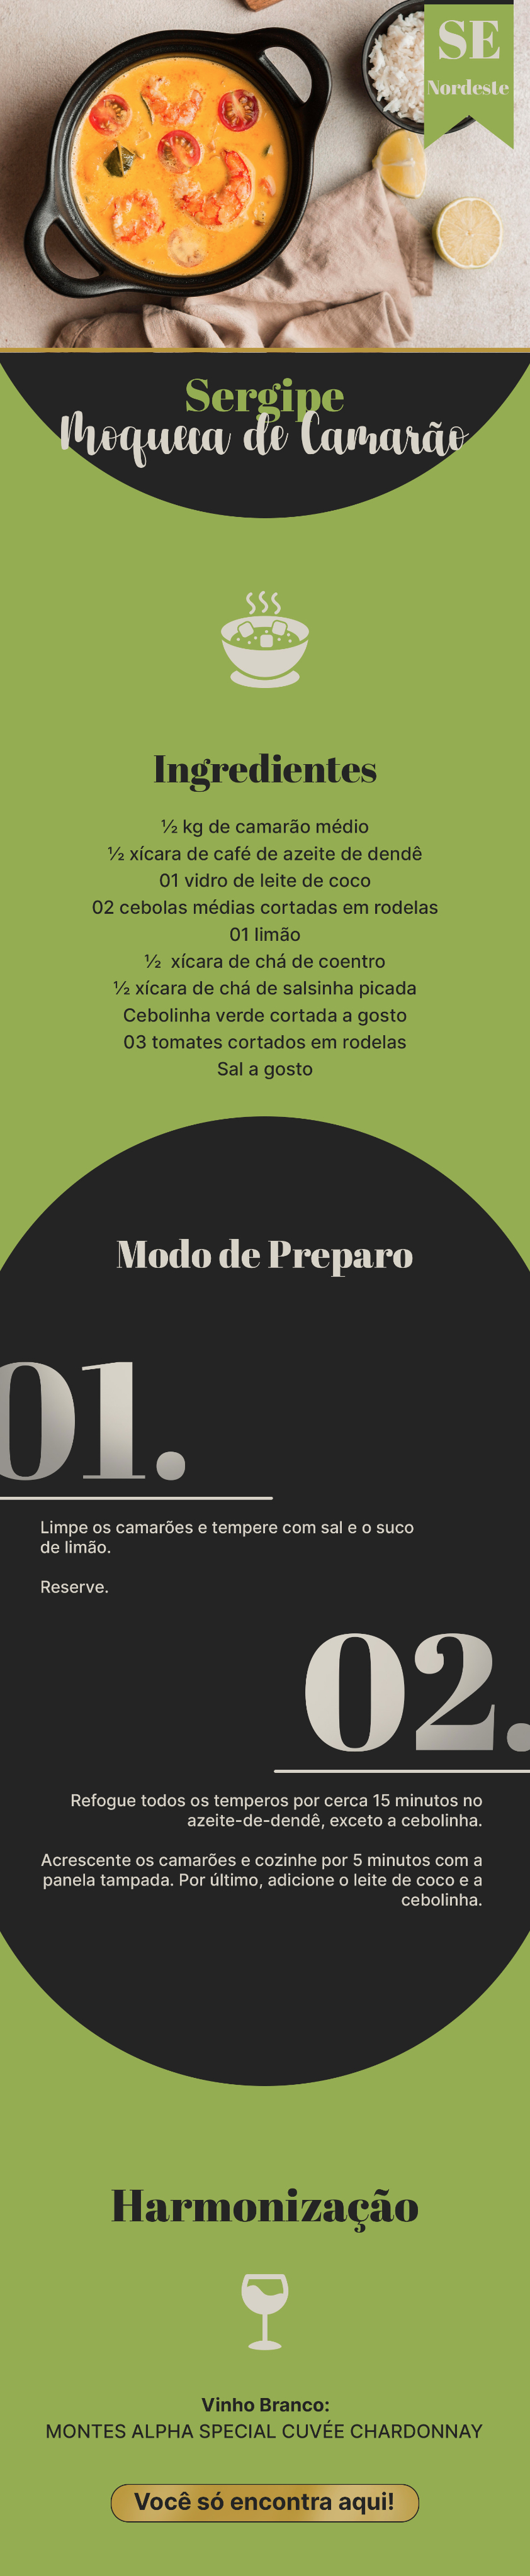 SE
Nordeste
Sergipe
Moqueca de Camarão
Ingredientes
½ kg de camarão médio
½ xícara de café de azeite de dendê
01 vidro de leite de coco
02 cebolas médias cortadas em rodelas
01 limão
½ xícara de chá de coentro
½ xícara de chá de salsinha picada
Cebolinha verde cortada a gosto
03 tomates cortados em rodelas
Sal a gosto
Modo de Preparo
01.
Limpe os camarões e tempere com sal e o suco
de limão.
Reserve.
02.
Refogue todos os temperos por cerca 15 minutos no
azeite-de-dendê, exceto a cebolinha.
Acrescente os camarões e cozinhe por 5 minutos com a
panela tampada. Por último, adicione o leite de coco e a
cebolinha.
Harmonização
Vinho Branco:
MONTES ALPHA SPECIAL CUVÉE CHARDONNAY
Você só encontra aqui!